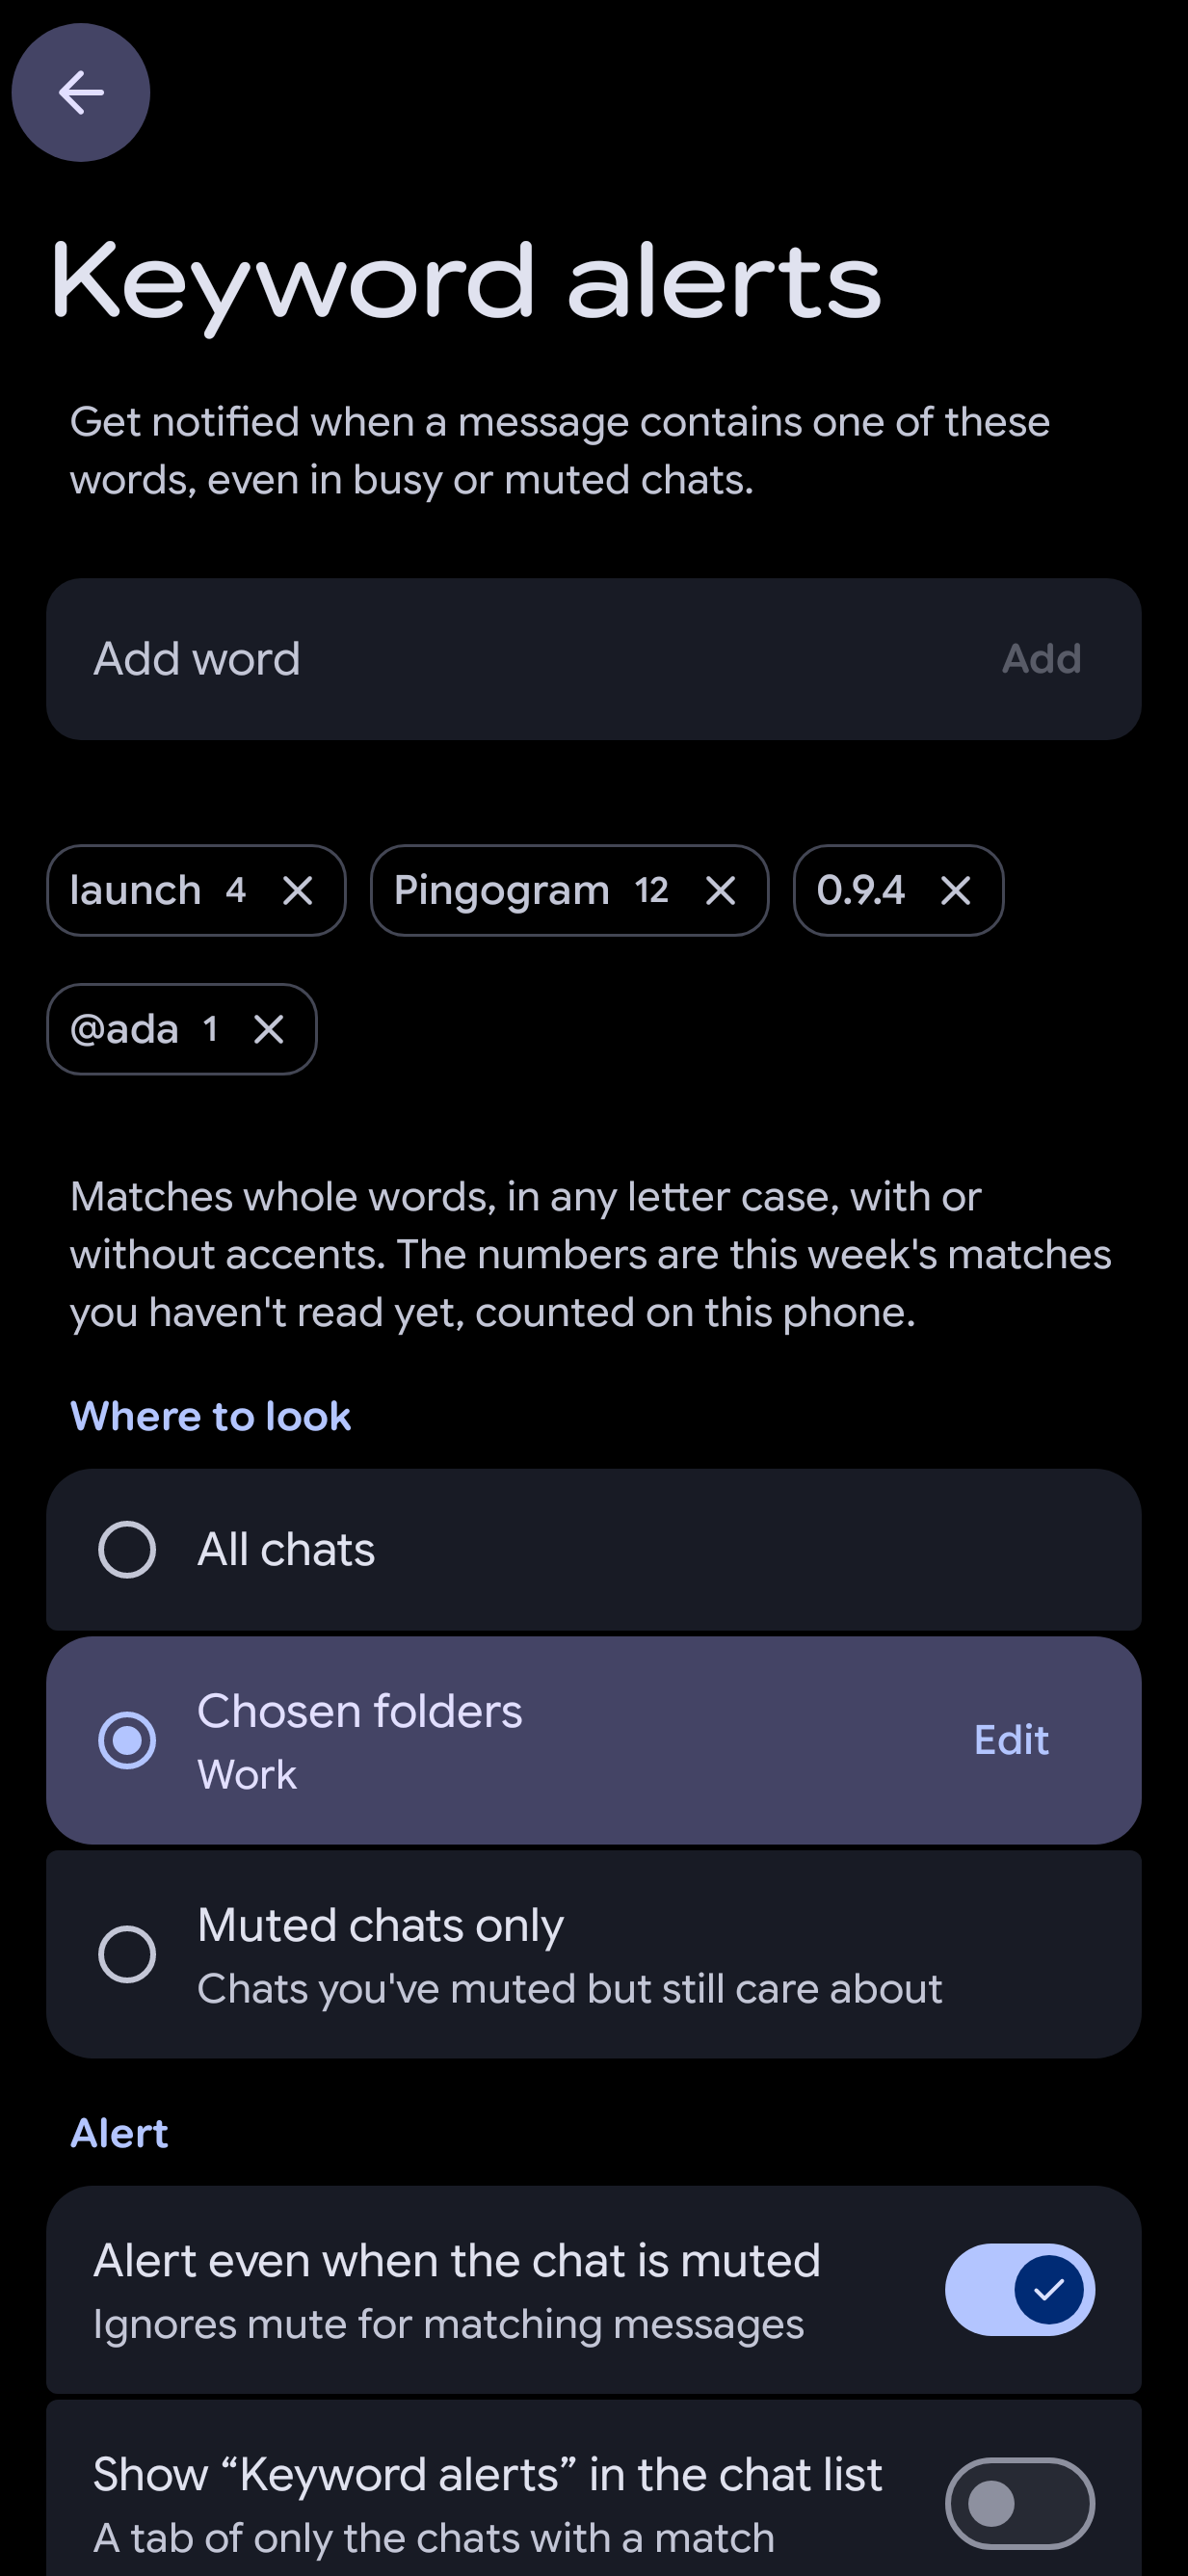 Keyword alerts
Get notified when a message contains one of these
words, even in busy or muted chats.
Add word Add
launch 4 Pingogram 12 0.9.4
@ada 1
Matches whole words, in any letter case, with or
without accents. The numbers are this week's matches
you haven't read yet, counted on this phone.
Where to look
All chats
Chosen folders
Work
Edit
Muted chats only
Chats you've muted but still care about
Alert
Alert even when the chat is muted
Ignores mute for matching messages
Show “Keyword alerts” in the chat list
A tab of only the chats with a match